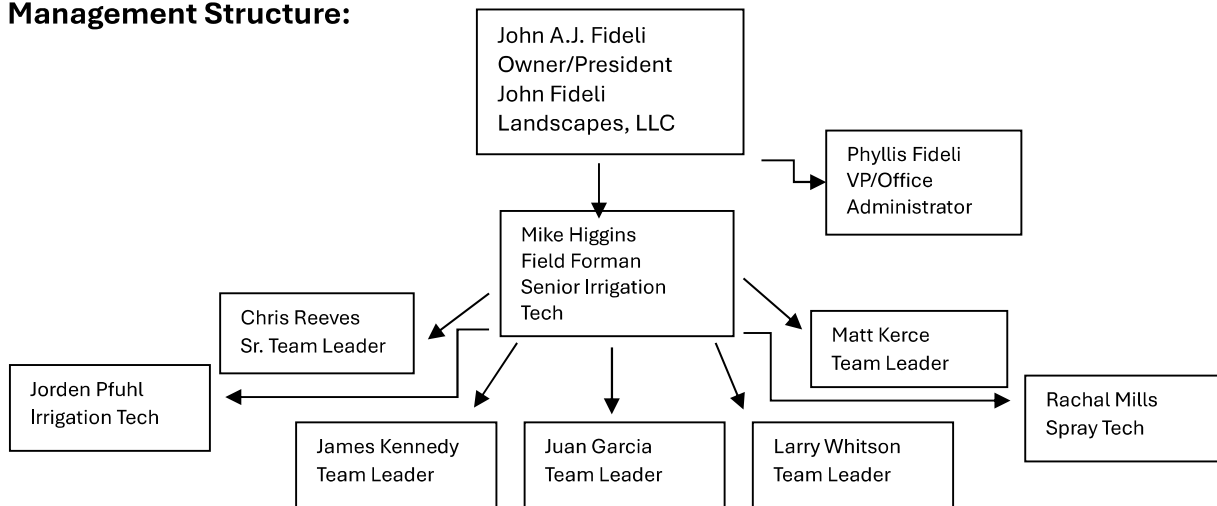 Management Structure:
John A.J. Fideli
Owner/President
John Fideli
Landscapes, LLC
Phyllis Fideli
VP/Office
Administrator
Mike Higgins
Field Forman
Senior Irrigation
Tech
Chris Reeves
Sr. Team Leader
Matt Kerce
Team Leader
Jorden Pfuhl
Irrigation Tech
Rachal Mills
Spray Tech
James Kennedy
Team Leader
Juan Garcia
Team Leader
Larry Whitson
Team Leader